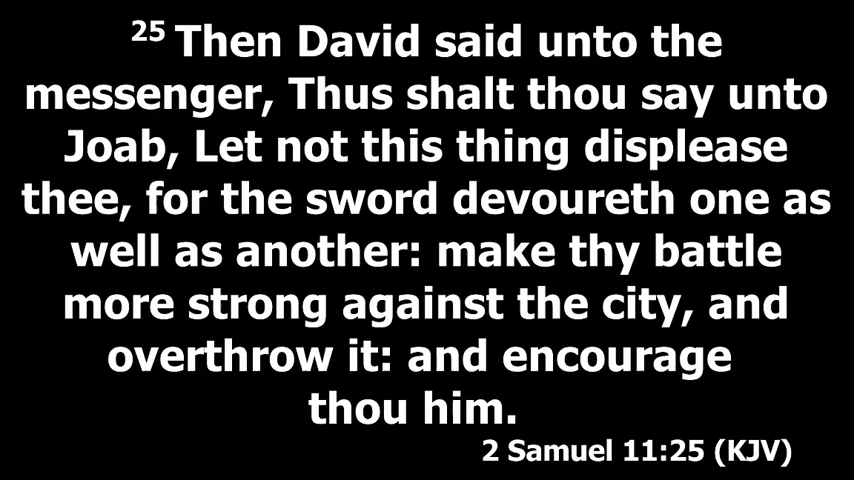 25 Then David said unto the
messenger, Thus shalt thou say unto
Joab, Let not this thing displease
thee, for the sword devoureth one as
well as another: make thy battle
more strong against the city, and
overthrow it: and encourage
thou him.
2 Samuel 11:25 (KJV)